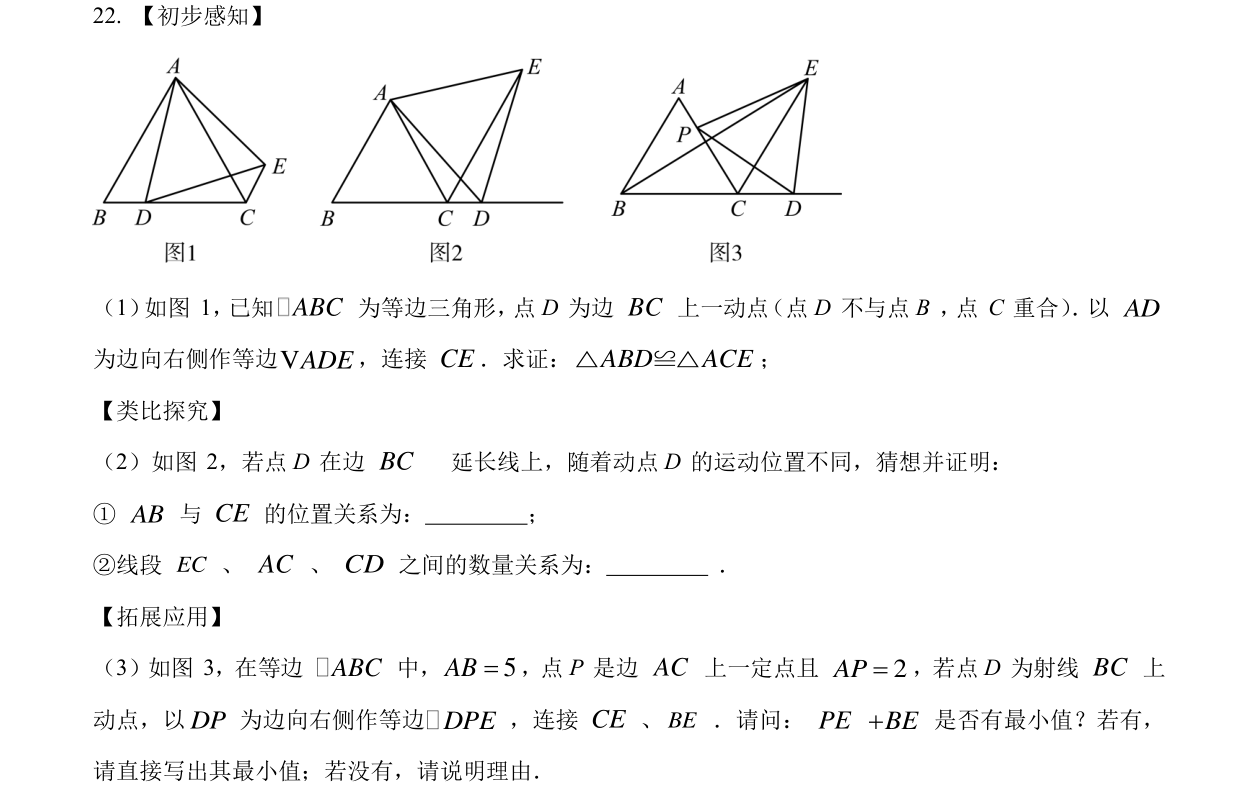 22. 【初步感知】
A E B D C 图1
A E B C D 图2
A E P B C D 图3
（1）如图 1，已知□ABC 为等边三角形，点 D 为边 BC 上一动点（点 D 不与点 B ，点 C 重合）．以 AD
为边向右侧作等边VADE，连接 CE．求证：△ABD≌△ACE；
【类比探究】
（2）如图 2，若点 D 在边 BC 延长线上，随着动点 D 的运动位置不同，猜想并证明：
① AB 与 CE 的位置关系为：_________；
②线段 EC 、 AC 、 CD 之间的数量关系为：_________．
【拓展应用】
（3）如图 3，在等边 □ABC 中，AB=5，点 P 是边 AC 上一定点且 AP=2，若点 D 为射线 BC 上
动点，以 DP 为边向右侧作等边□DPE ，连接 CE 、BE ．请问： PE +BE 是否有最小值？若有，
请直接写出其最小值；若没有，请说明理由．